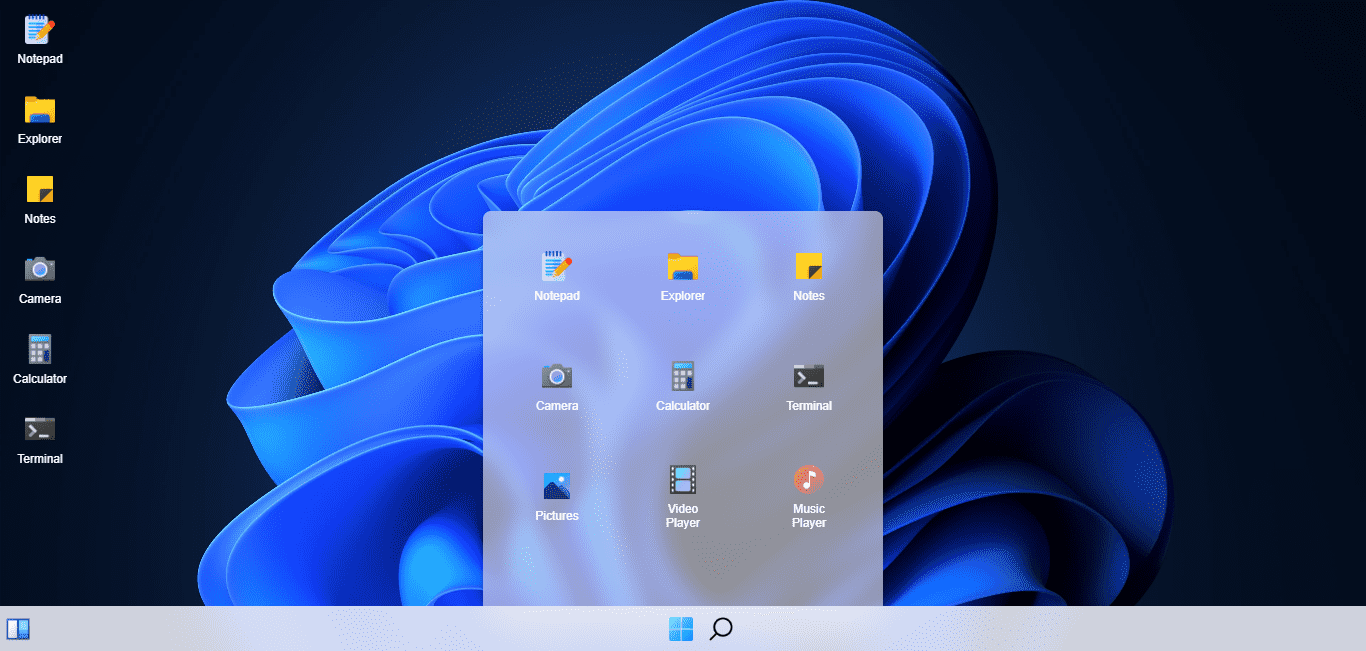 Notepad
Explorer
Notes
Camera
Calculator
Terminal
Notepad
Explorer
Notes
Camera
Calculator
Terminal
Pictures
Video
Player
Music
Player